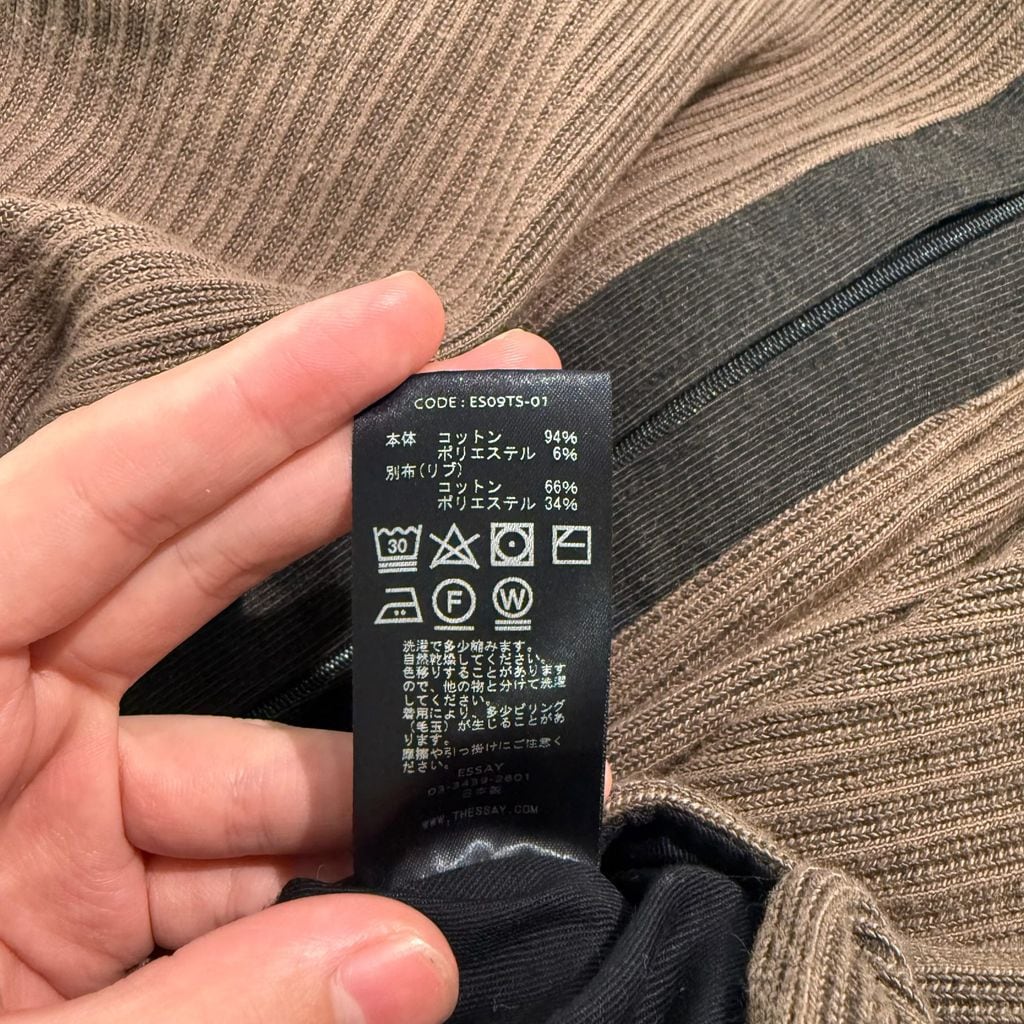 CODE : ES09TS-01
本体 コットン 94%
ポリエステル 6%
別布(リブ)
コットン 66%
ポリエステル 34%
30
F W
洗濯で多少縮みます。
自然乾燥してください。
色移りすることがあります
ので、他の物と分けて洗濯
してください。
着用により、多少ピリング
(毛玉)が生じることがあ
ります。
摩擦や引っ掛けにご注意く
ださい。
ESSAY
03-3439-2601
日本製
www.THESSAY.COM